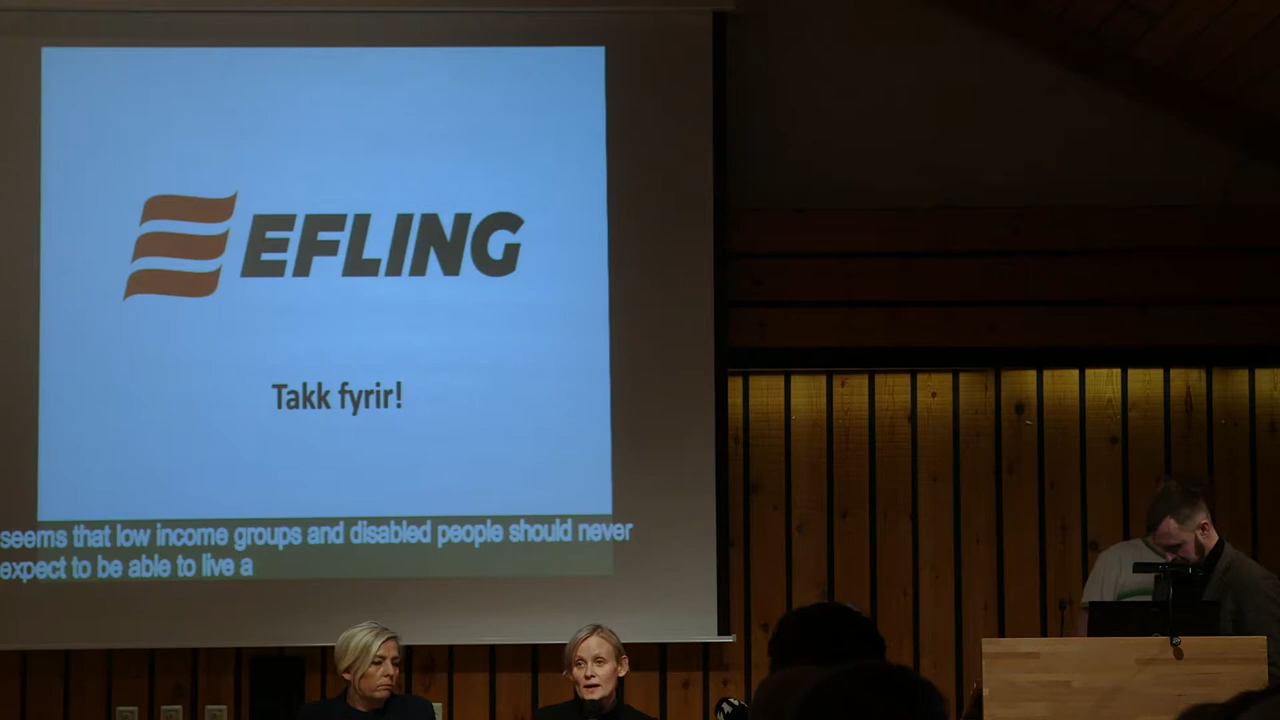 EFLING
Takk fyrir!
seems that low income groups and disabled people should never
expect to be able to live a